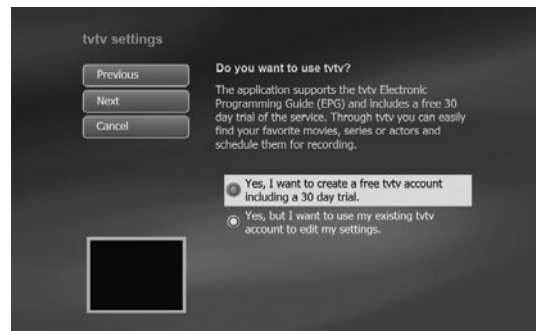 tvtv settings
Previous
Next
Cancel
Do you want to use tvtv?
The application supports the tvtv Electronic
Programming Guide (EPG) and includes a free 30
day trial of the service. Through tvtv you can easily
find your favorite movies, series or actors and
schedule them for recording.
Yes, I want to create a free tvtv account
including a 30 day trial.
Yes, but I want to use my existing tvtv
account to edit my settings.